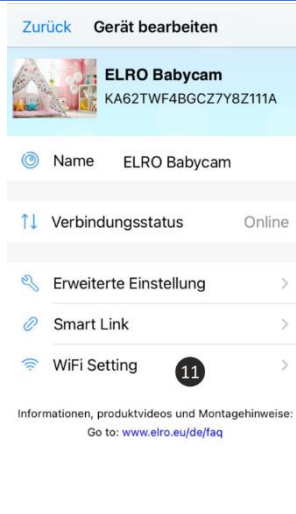 Zurück Gerät bearbeiten
ELRO Babycam
KA62TWF4BGCZ7Y8Z111A
Name ELRO Babycam
Verbindungsstatus Online
Erweiterte Einstellung
Smart Link
WiFi Setting 11
Informationen, produktvideos und Montagehinweise:
Go to: www.elro.eu/de/faq